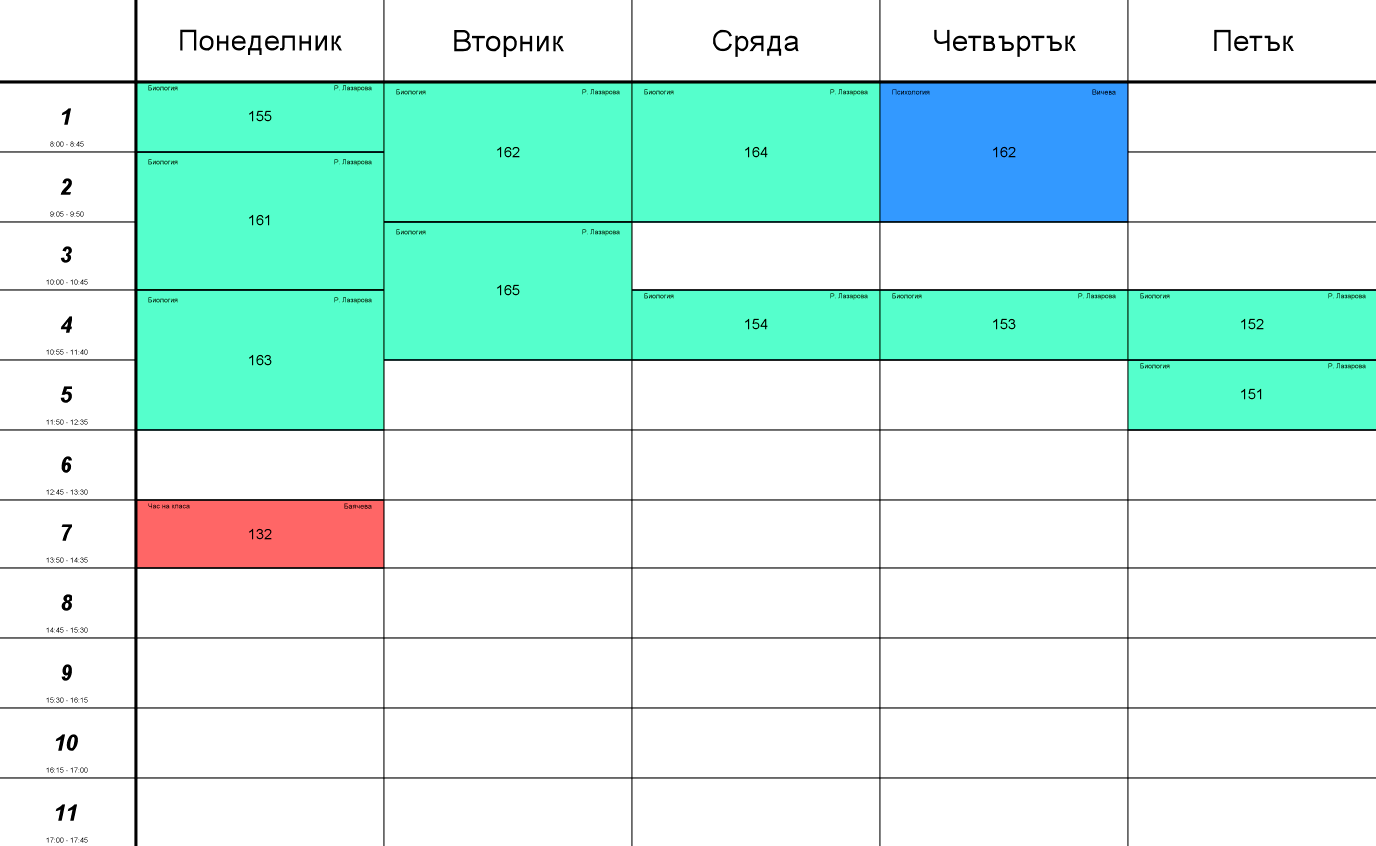 Понеделник Вторник Сряда Четвъртък Петък
1
8:00 - 8:45
Биология Р. Лазарова
155
Биология Р. Лазарова
162
Биология Р. Лазарова
164
Психология Вичева
162
2
9:05 - 9:50
Биология Р. Лазарова
161
3
10:00 - 10:45
Биология Р. Лазарова
165
4
10:55 - 11:40
Биология Р. Лазарова
163
Биология Р. Лазарова
154
Биология Р. Лазарова
153
Биология Р. Лазарова
152
5
11:50 - 12:35
Биология Р. Лазарова
151
6
12:45 - 13:30
7
13:50 - 14:35
Час на класа Баячева
132
8
14:45 - 15:30
9
15:30 - 16:15
10
16:15 - 17:00
11
17:00 - 17:45